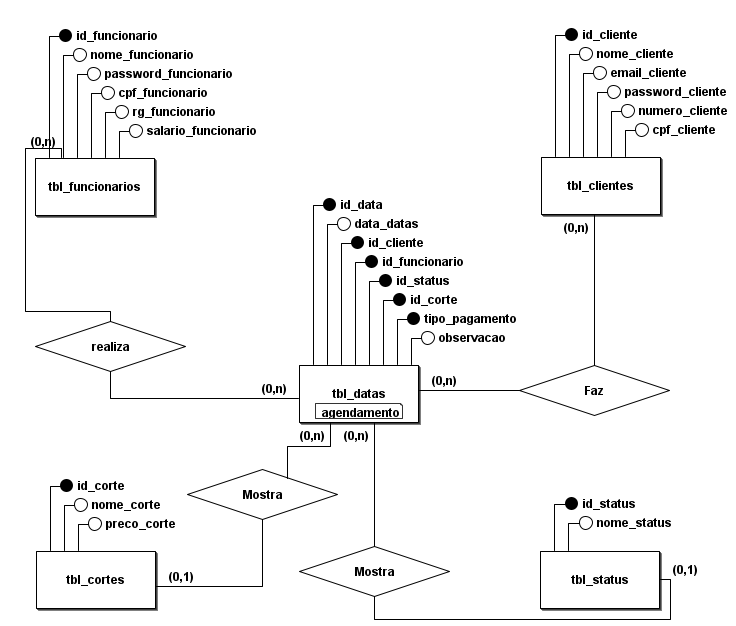 id_funcionario
nome_funcionario
password_funcionario
cpf_funcionario
rg_funcionario
salario_funcionario
(0,n)
tbl_funcionarios
id_cliente
nome_cliente
email_cliente
password_cliente
numero_cliente
cpf_cliente
tbl_clientes
(0,n)
id_data
data_datas
id_cliente
id_funcionario
id_status
id_corte
tipo_pagamento
observacao
realiza
(0,n)
tbl_datas
agendamento
(0,n)
Faz
(0,n)
(0,n)
Mostra
id_corte
nome_corte
preco_corte
tbl_cortes
(0,1)
Mostra
id_status
nome_status
tbl_status
(0,1)